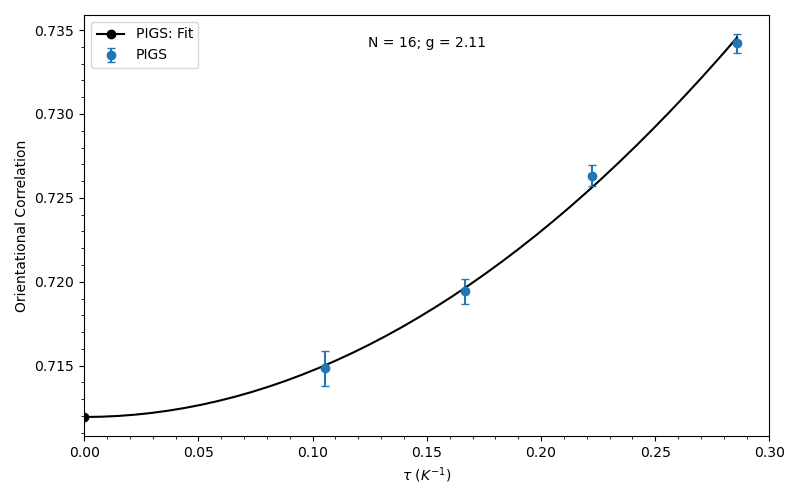 PIGS: Fit
PIGS
N = 16; g = 2.11
0.735
0.730
0.725
0.720
0.715
Orientational Correlation
0.00 0.05 0.10 0.15 0.20 0.25 0.30
τ (K⁻¹)